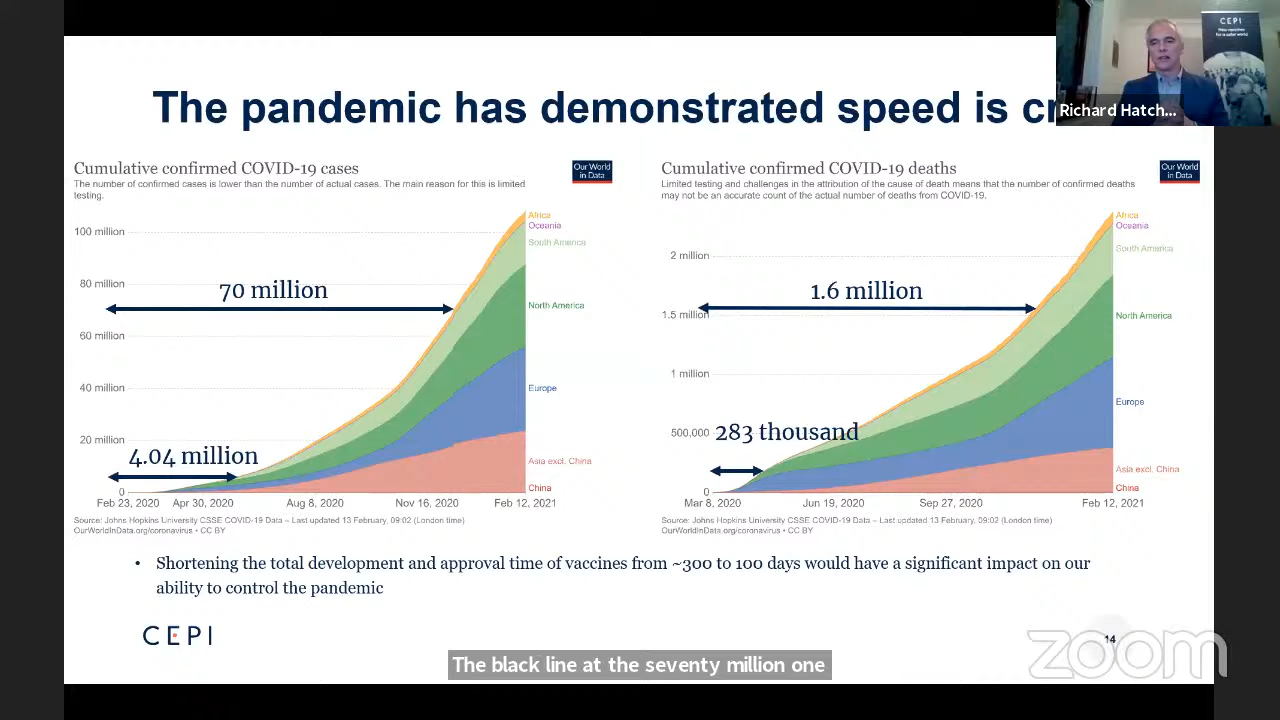 CEPI
New vaccines
for a safer world
Richard Hatch...
The pandemic has demonstrated speed is
Cumulative confirmed COVID-19 cases
The number of confirmed cases is lower than the number of actual cases. The main reason for this is limited
testing.
Our World
in Data
100 million
80 million
60 million
40 million
20 million
0
70 million
4.04 million
Africa
Oceania
South America
North America
Europe
Asia excl. China
China
Feb 23, 2020
Apr 30, 2020
Aug 8, 2020
Nov 16, 2020
Feb 12, 2021
Source: Johns Hopkins University CSSE COVID-19 Data – Last updated 13 February, 09:02 (London time)
OurWorldInData.org/coronavirus • CC BY
Cumulative confirmed COVID-19 deaths
Limited testing and challenges in the attribution of the cause of death means that the number of confirmed deaths
may not be an accurate count of the actual number of deaths from COVID-19.
Our World
in Data
2 million
1.5 million
1 million
500,000
0
1.6 million
283 thousand
Africa
Oceania
South America
North America
Europe
Asia excl. China
China
Mar 8, 2020
Jun 19, 2020
Sep 27, 2020
Feb 12, 2021
Source: Johns Hopkins University CSSE COVID-19 Data – Last updated 13 February, 09:02 (London time)
OurWorldInData.org/coronavirus • CC BY
• Shortening the total development and approval time of vaccines from ~300 to 100 days would have a significant impact on our
ability to control the pandemic
CEPI
14
zoom
The black line at the seventy million one